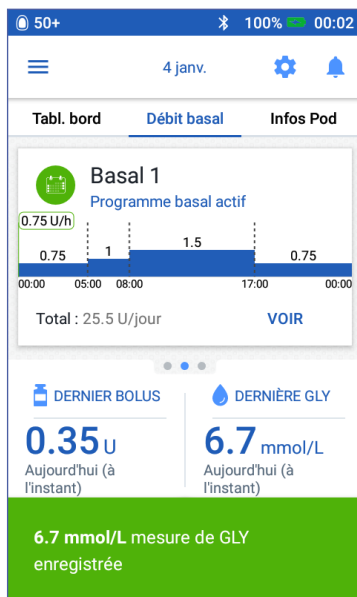 50+ 100% 00:02
4 janv.
Tabl. bord Débit basal Infos Pod
Basal 1
Programme basal actif
0.75 U/h
0.75 1 1.5 0.75
00:00 05:00 08:00 17:00 00:00
Total : 25.5 U/jour VOIR
DERNIER BOLUS
0.35 U
Aujourd'hui (à
l'instant)
DERNIÈRE GLY
6.7 mmol/L
Aujourd'hui (à
l'instant)
6.7 mmol/L mesure de GLY
enregistrée